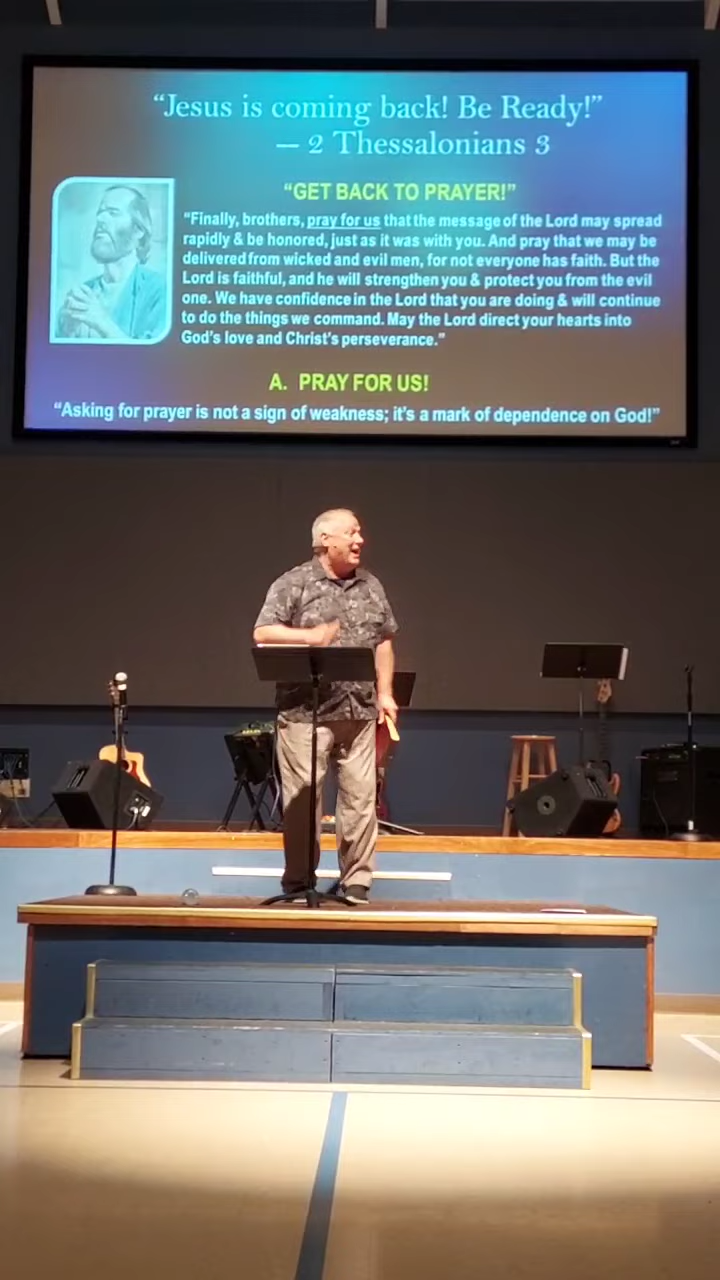 “Jesus is coming back! Be Ready!”
— 2 Thessalonians 3
“GET BACK TO PRAYER!”
“Finally, brothers, pray for us that the message of the Lord may spread
rapidly & be honored, just as it was with you. And pray that we may be
delivered from wicked and evil men, for not everyone has faith. But the
Lord is faithful, and he will strengthen you & protect you from the evil
one. We have confidence in the Lord that you are doing & will continue
to do the things we command. May the Lord direct your hearts into
God’s love and Christ’s perseverance.”
A. PRAY FOR US!
“Asking for prayer is not a sign of weakness; it’s a mark of dependence on God!”